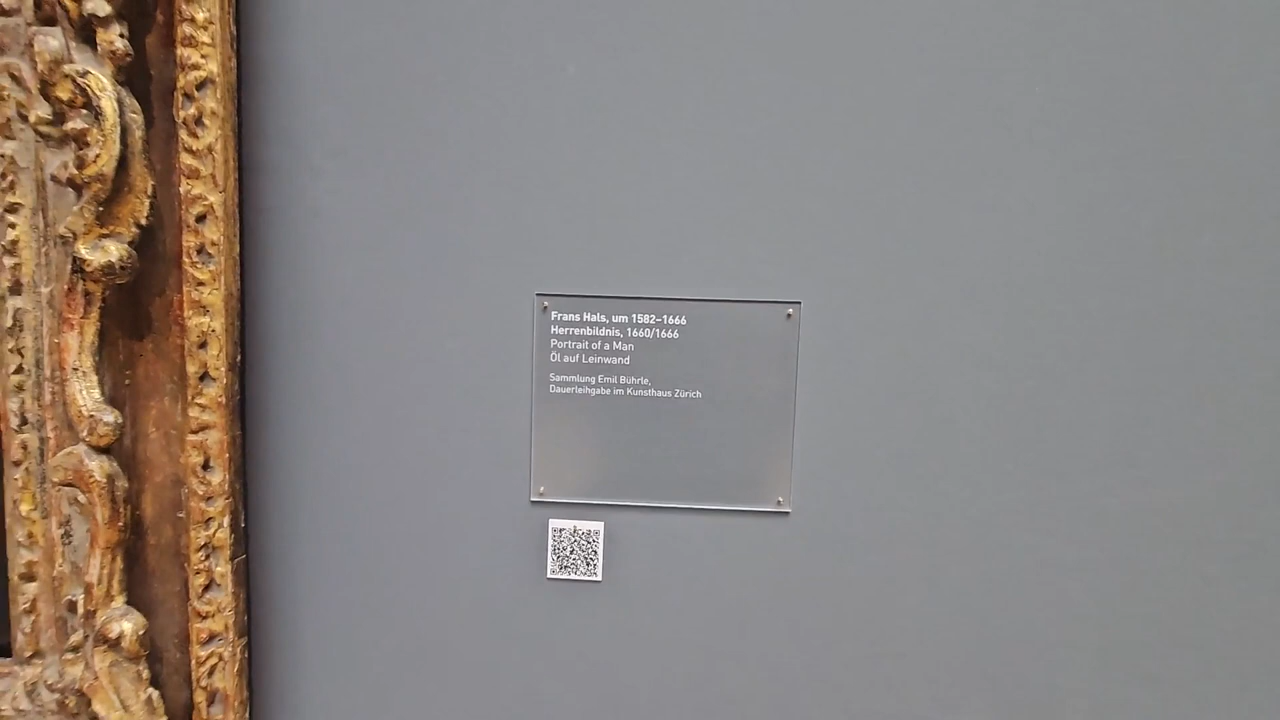 Frans Hals, um 1582–1666
Herrenbildnis, 1660/1666
Portrait of a Man
Öl auf Leinwand
Sammlung Emil Bührle,
Dauerleihgabe im Kunsthaus Zürich